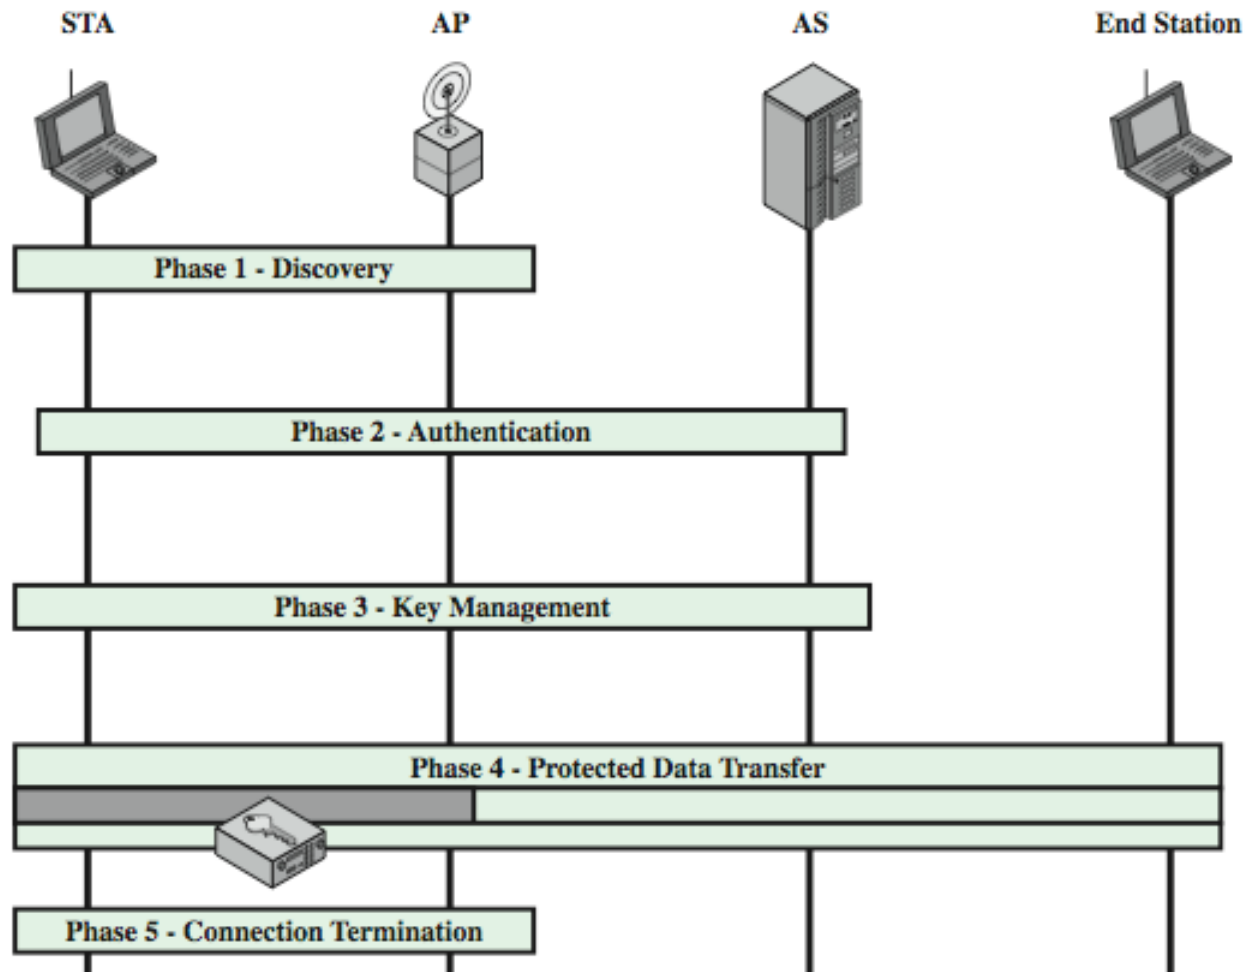 STA
AP
AS
End Station
Phase 1 - Discovery
Phase 2 - Authentication
Phase 3 - Key Management
Phase 4 - Protected Data Transfer
Phase 5 - Connection Termination